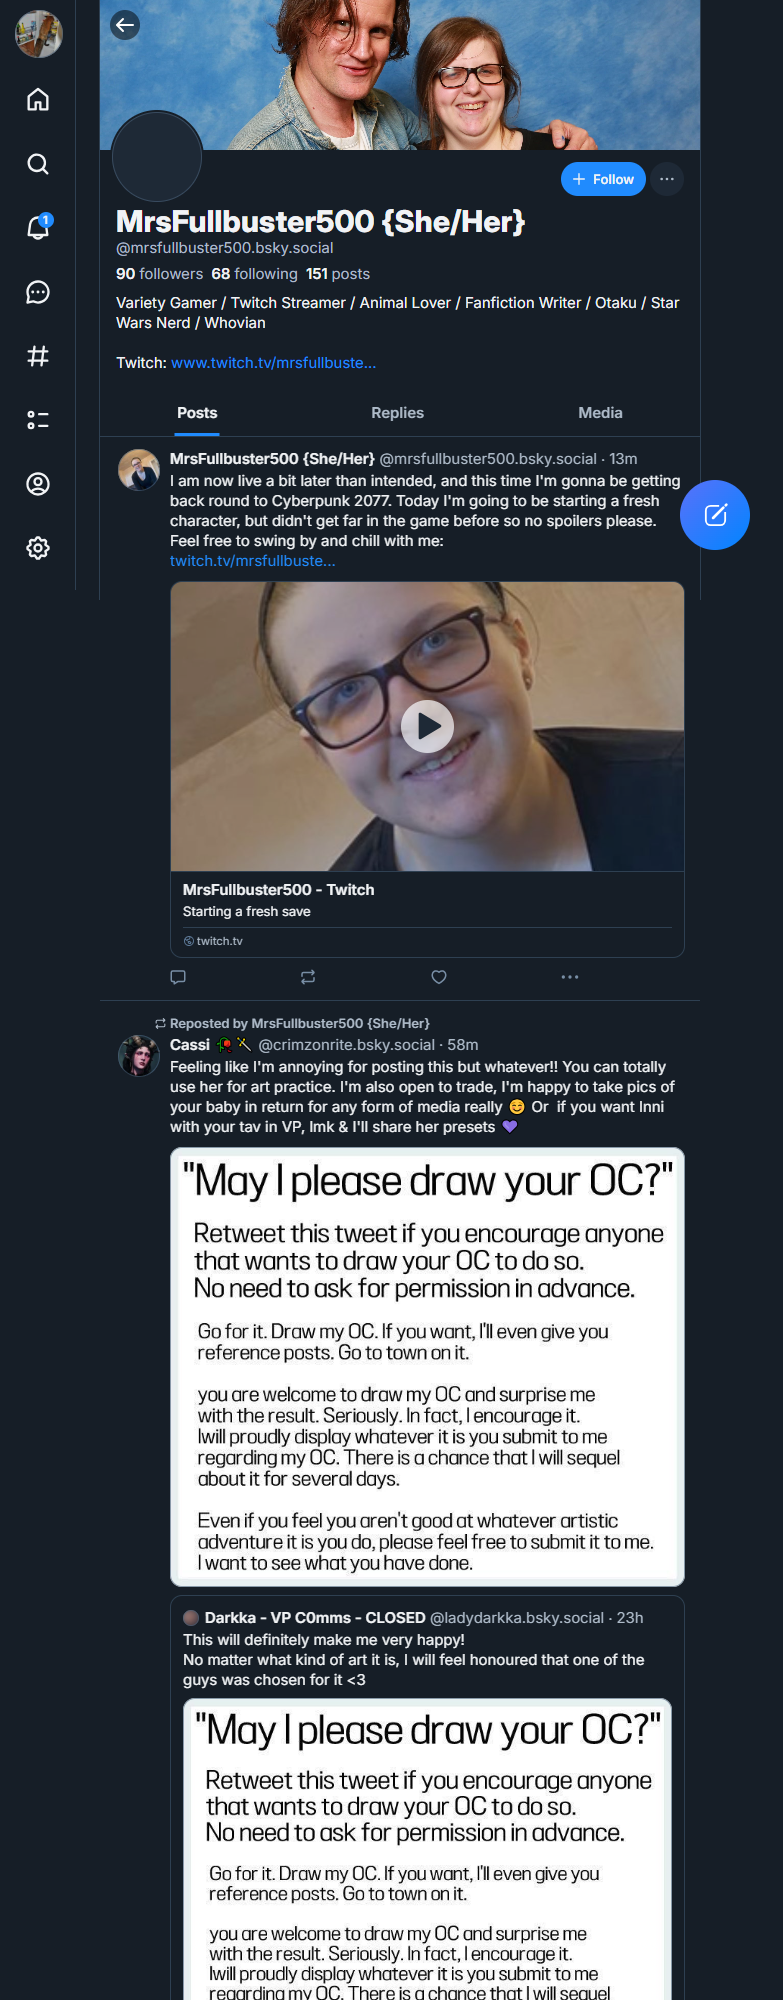 + Follow
MrsFullbuster500 {She/Her}
@mrsfullbuster500.bsky.social
90 followers 68 following 151 posts
Variety Gamer / Twitch Streamer / Animal Lover / Fanfiction Writer / Otaku / Star
Wars Nerd / Whovian
Twitch: www.twitch.tv/mrsfullbuste...
Posts Replies Media
1
MrsFullbuster500 {She/Her} @mrsfullbuster500.bsky.social · 13m
I am now live a bit later than intended, and this time I'm gonna be getting
back round to Cyberpunk 2077. Today I'm going to be starting a fresh
character, but didn't get far in the game before so no spoilers please.
Feel free to swing by and chill with me:
twitch.tv/mrsfullbuste...
MrsFullbuster500 - Twitch
Starting a fresh save
twitch.tv
Reposted by MrsFullbuster500 {She/Her}
Cassi @crimzonrite.bsky.social · 58m
Feeling like I'm annoying for posting this but whatever!! You can totally
use her for art practice. I'm also open to trade, I'm happy to take pics of
your baby in return for any form of media really 😊 Or if you want Inni
with your tav in VP, lmk & I'll share her presets 💜
"May I please draw your OC?"
Retweet this tweet if you encourage anyone
that wants to draw your OC to do so.
No need to ask for permission in advance.
Go for it. Draw my OC. If you want, I'll even give you
reference posts. Go to town on it.
you are welcome to draw my OC and surprise me
with the result. Seriously. In fact, I encourage it.
Iwill proudly display whatever it is you submit to me
regarding my OC. There is a chance that I will sequel
about it for several days.
Even if you feel you aren't good at whatever artistic
adventure it is you do, please feel free to submit it to me.
I want to see what you have done.
Darkka - VP C0mms - CLOSED @ladydarkka.bsky.social · 23h
This will definitely make me very happy!
No matter what kind of art it is, I will feel honoured that one of the
guys was chosen for it <3
"May I please draw your OC?"
Retweet this tweet if you encourage anyone
that wants to draw your OC to do so.
No need to ask for permission in advance.
Go for it. Draw my OC. If you want, I'll even give you
reference posts. Go to town on it.
you are welcome to draw my OC and surprise me
with the result. Seriously. In fact, I encourage it.
Iwill proudly display whatever it is you submit to me
regarding my OC. There is a chance that I will sequel